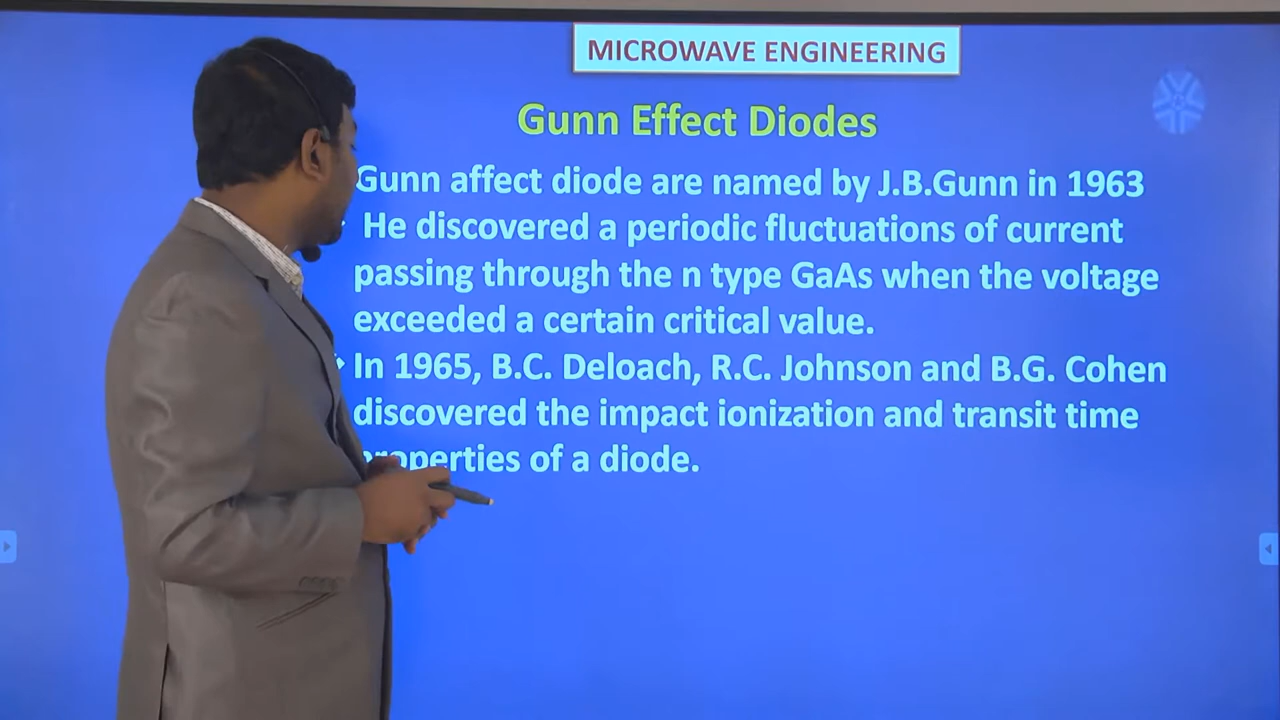 MICROWAVE ENGINEERING
Gunn Effect Diodes
Gunn affect diode are named by J.B.Gunn in 1963
He discovered a periodic fluctuations of current
passing through the n type GaAs when the voltage
exceeded a certain critical value.
In 1965, B.C. Deloach, R.C. Johnson and B.G. Cohen
discovered the impact ionization and transit time
properties of a diode.